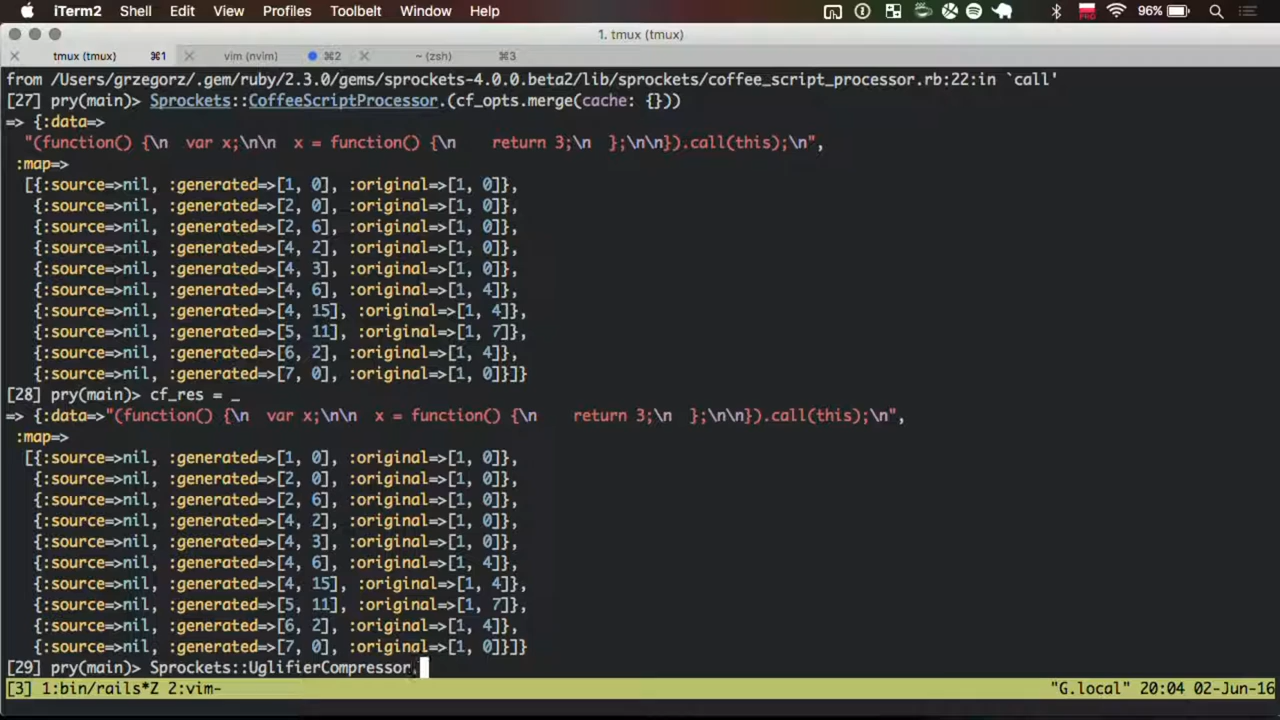 iTerm2 Shell Edit View Profiles Toolbelt Window Help 96%
1. tmux (tmux)
tmux (tmux) ⌘1 vim (nvim) ⌘2 ~ (zsh) ⌘3
from /Users/grzegorz/.gem/ruby/2.3.0/gems/sprockets-4.0.0.beta2/lib/sprockets/coffee_script_processor.rb:22:in `call'
[27] pry(main)> Sprockets::CoffeeScriptProcessor.(cf_opts.merge(cache: {}))
=> {:data=>
  "(function() {\n  var x;\n\n  x = function() {\n    return 3;\n  };\n\n}).call(this);\n",
 :map=>
  [{:source=>nil, :generated=>[1, 0], :original=>[1, 0]},
   {:source=>nil, :generated=>[2, 0], :original=>[1, 0]},
   {:source=>nil, :generated=>[2, 6], :original=>[1, 0]},
   {:source=>nil, :generated=>[4, 2], :original=>[1, 0]},
   {:source=>nil, :generated=>[4, 3], :original=>[1, 0]},
   {:source=>nil, :generated=>[4, 6], :original=>[1, 4]},
   {:source=>nil, :generated=>[4, 15], :original=>[1, 4]},
   {:source=>nil, :generated=>[5, 11], :original=>[1, 7]},
   {:source=>nil, :generated=>[6, 2], :original=>[1, 4]},
   {:source=>nil, :generated=>[7, 0], :original=>[1, 0]}]}
[28] pry(main)> cf_res = _
=> {:data=>"(function() {\n  var x;\n\n  x = function() {\n    return 3;\n  };\n\n}).call(this);\n",
 :map=>
  [{:source=>nil, :generated=>[1, 0], :original=>[1, 0]},
   {:source=>nil, :generated=>[2, 0], :original=>[1, 0]},
   {:source=>nil, :generated=>[2, 6], :original=>[1, 0]},
   {:source=>nil, :generated=>[4, 2], :original=>[1, 0]},
   {:source=>nil, :generated=>[4, 3], :original=>[1, 0]},
   {:source=>nil, :generated=>[4, 6], :original=>[1, 4]},
   {:source=>nil, :generated=>[4, 15], :original=>[1, 4]},
   {:source=>nil, :generated=>[5, 11], :original=>[1, 7]},
   {:source=>nil, :generated=>[6, 2], :original=>[1, 4]},
   {:source=>nil, :generated=>[7, 0], :original=>[1, 0]}]}
[29] pry(main)> Sprockets::UglifierCompressor.
[3] 1:bin/rails*Z 2:vim- "G.local" 20:04 02-Jun-16